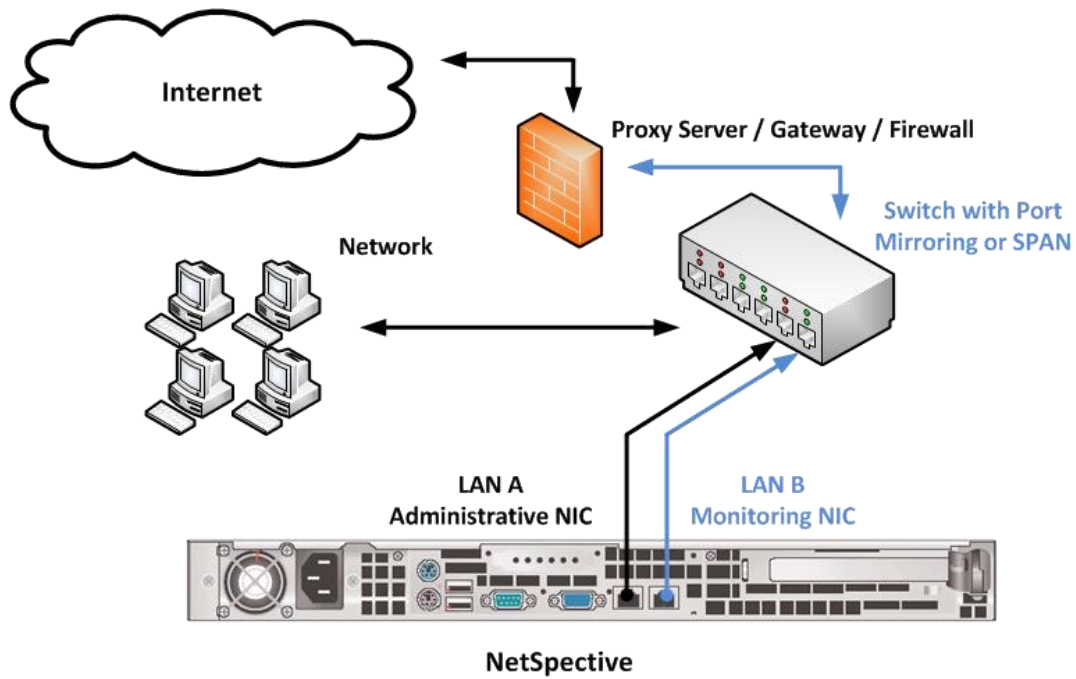 Internet
Proxy Server / Gateway / Firewall
Switch with Port
Mirroring or SPAN
Network
LAN A
Administrative NIC
LAN B
Monitoring NIC
NetSpective